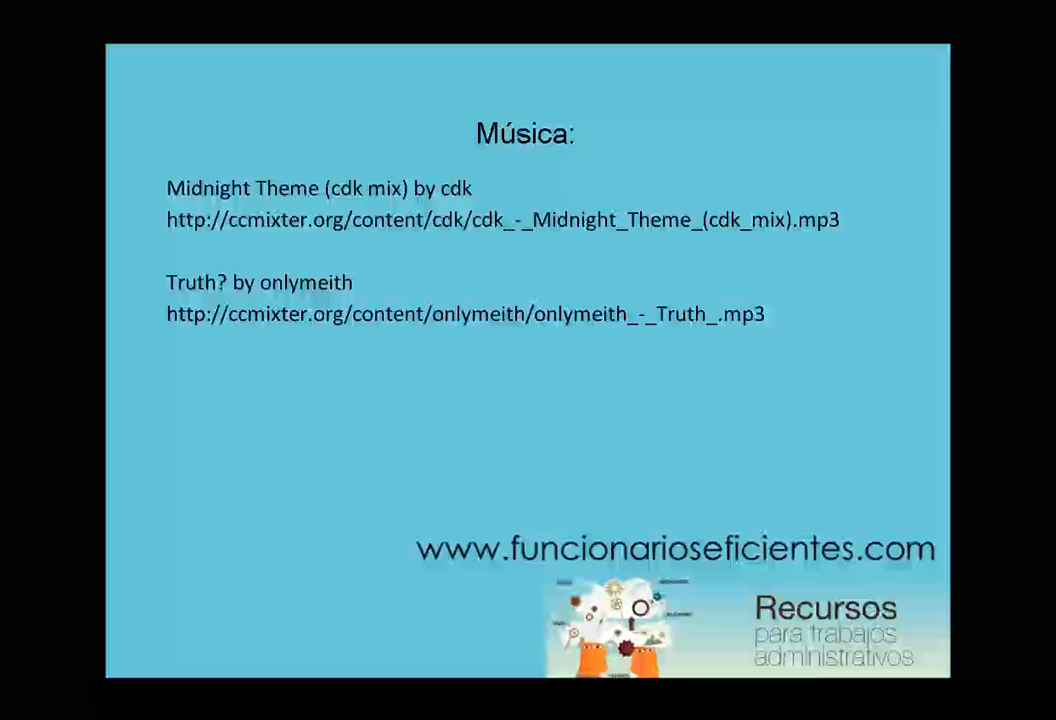 Música:
Midnight Theme (cdk mix) by cdk
http://ccmixter.org/content/cdk/cdk_-_Midnight_Theme_(cdk_mix).mp3
Truth? by onlymeith
http://ccmixter.org/content/onlymeith/onlymeith_-_Truth_.mp3
www.funcionarioseficientes.com
Recursos
para trabajos
administrativos